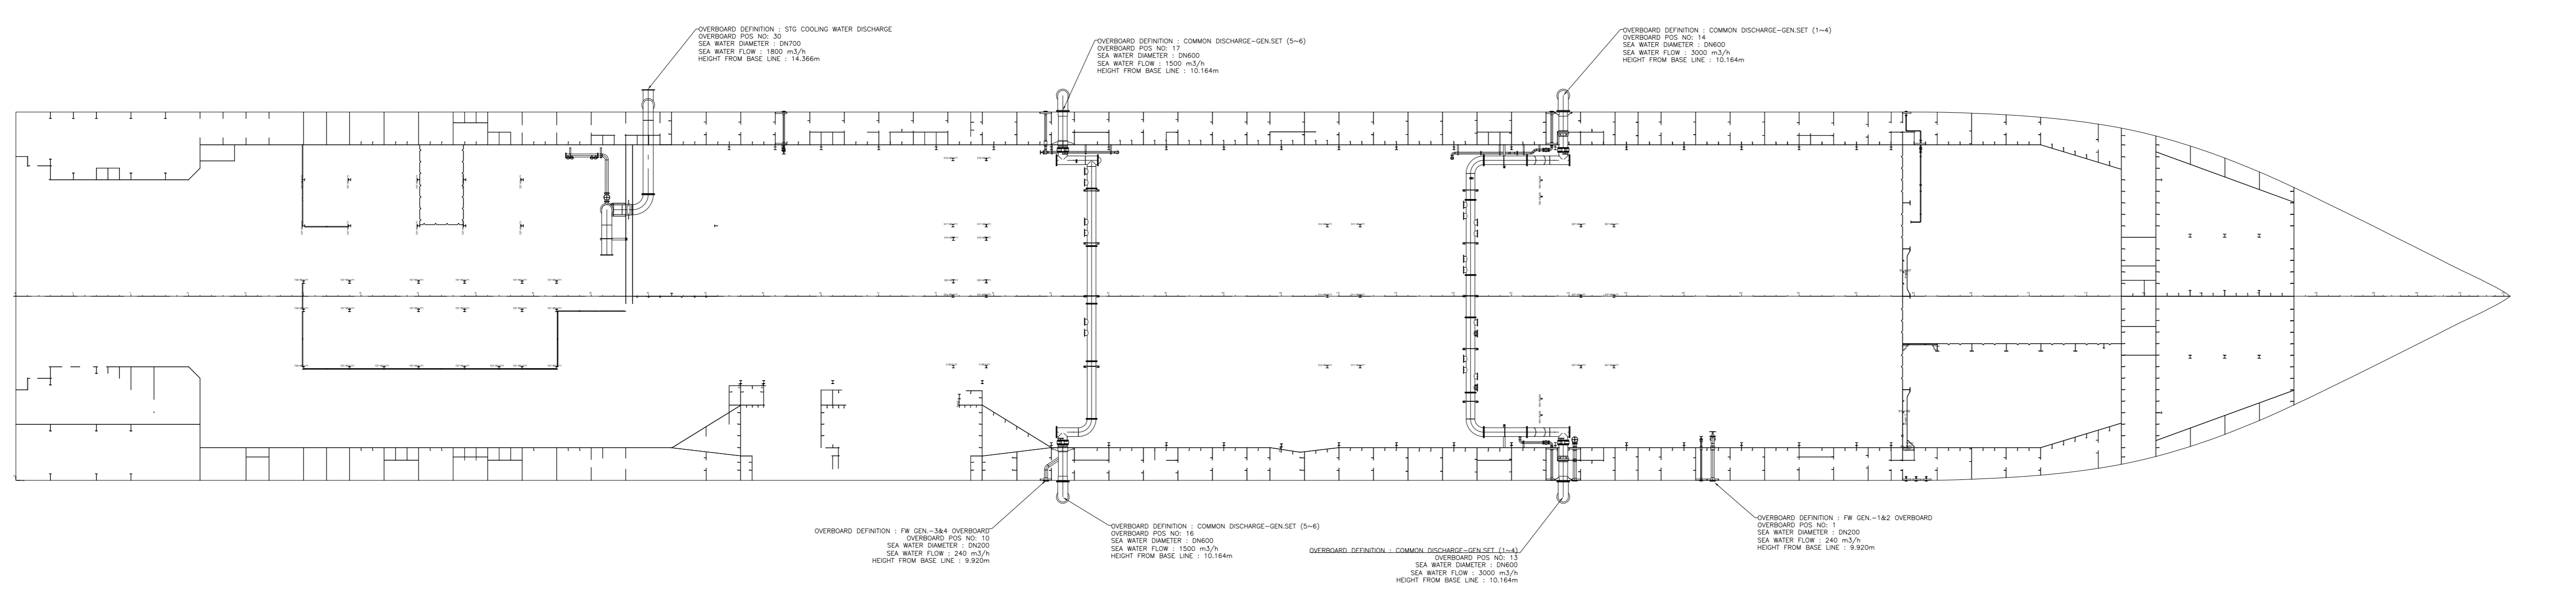 OVERBOARD DEFINITION : STG COOLING WATER DISCHARGE
OVERBOARD POS NO: 30
SEA WATER DIAMETER : DN700
SEA WATER FLOW : 1800 m3/h
HEIGHT FROM BASE LINE : 14.366m
OVERBOARD DEFINITION : COMMON DISCHARGE-GEN.SET (5~6)
OVERBOARD POS NO: 17
SEA WATER DIAMETER : DN600
SEA WATER FLOW : 1500 m3/h
HEIGHT FROM BASE LINE : 10.164m
OVERBOARD DEFINITION : COMMON DISCHARGE-GEN.SET (1~4)
OVERBOARD POS NO: 14
SEA WATER DIAMETER : DN600
SEA WATER FLOW : 3000 m3/h
HEIGHT FROM BASE LINE : 10.164m
OVERBOARD DEFINITION : FW GEN.-3&4 OVERBOARD
OVERBOARD POS NO: 10
SEA WATER DIAMETER : DN200
SEA WATER FLOW : 240 m3/h
HEIGHT FROM BASE LINE : 9.920m
OVERBOARD DEFINITION : COMMON DISCHARGE-GEN.SET (5~6)
OVERBOARD POS NO: 16
SEA WATER DIAMETER : DN600
SEA WATER FLOW : 1500 m3/h
HEIGHT FROM BASE LINE : 10.164m
OVERBOARD DEFINITION : COMMON DISCHARGE-GEN.SET (1~4)
OVERBOARD POS NO: 13
SEA WATER DIAMETER : DN600
SEA WATER FLOW : 3000 m3/h
HEIGHT FROM BASE LINE : 10.164m
OVERBOARD DEFINITION : FW GEN.-1&2 OVERBOARD
OVERBOARD POS NO: 1
SEA WATER DIAMETER : DN200
SEA WATER FLOW : 240 m3/h
HEIGHT FROM BASE LINE : 9.920m